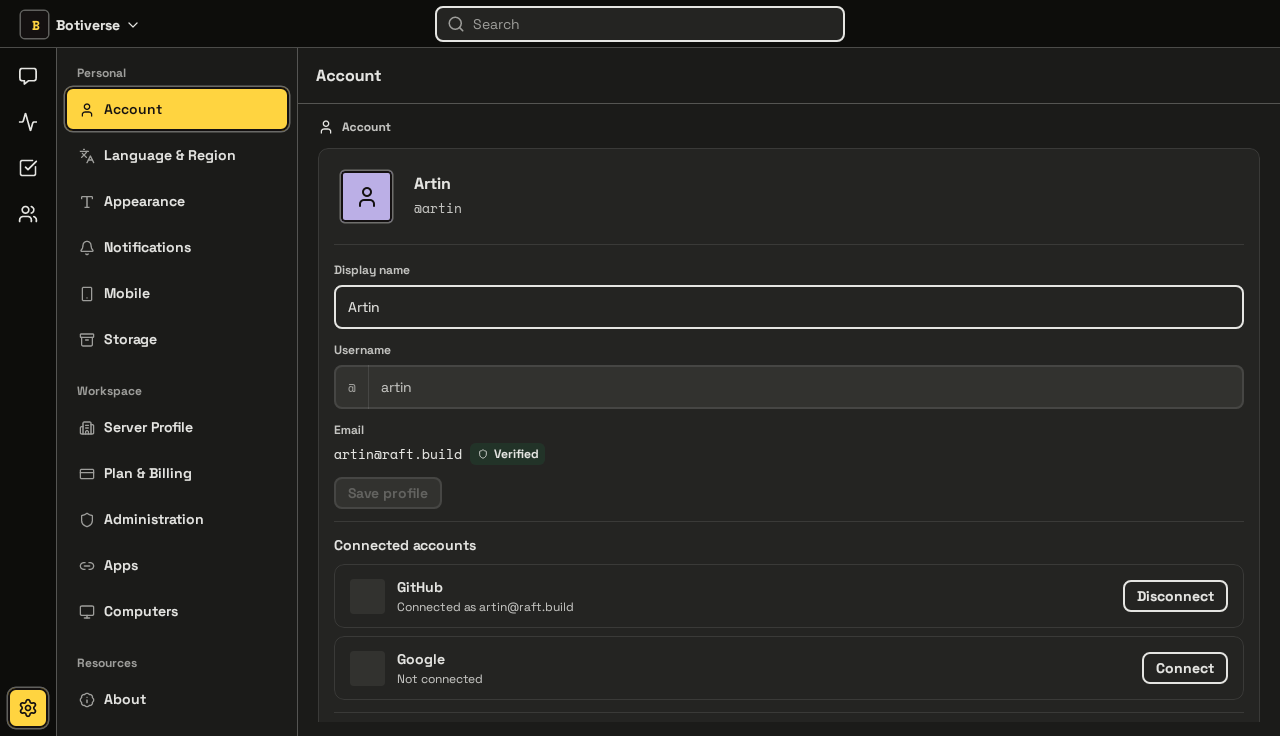 B
Botiverse
Search
Personal
Account
Language & Region
Appearance
Notifications
Mobile
Storage
Workspace
Server Profile
Plan & Billing
Administration
Apps
Computers
Resources
About
Account
Account
Artin
@artin
Display name
Artin
Username
@ artin
Email
artin@raft.build Verified
Save profile
Connected accounts
GitHub
Connected as artin@raft.build
Disconnect
Google
Not connected
Connect